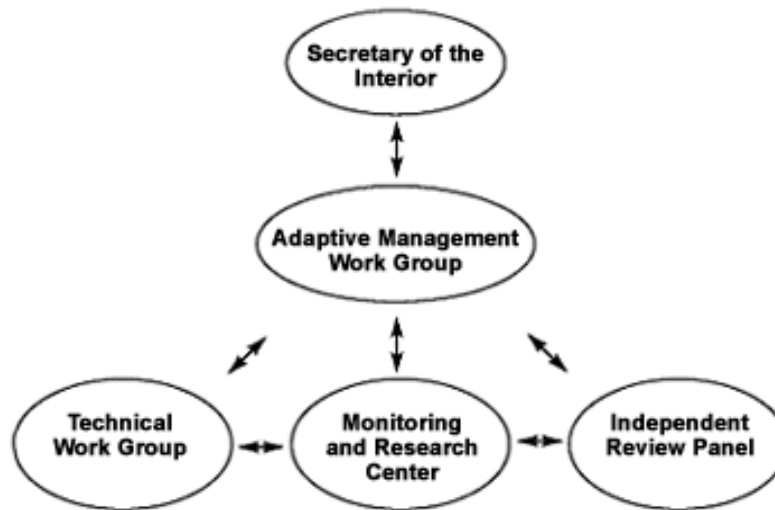 Secretary of the
Interior
Adaptive Management
Work Group
Technical
Work Group
Monitoring
and Research
Center
Independent
Review Panel